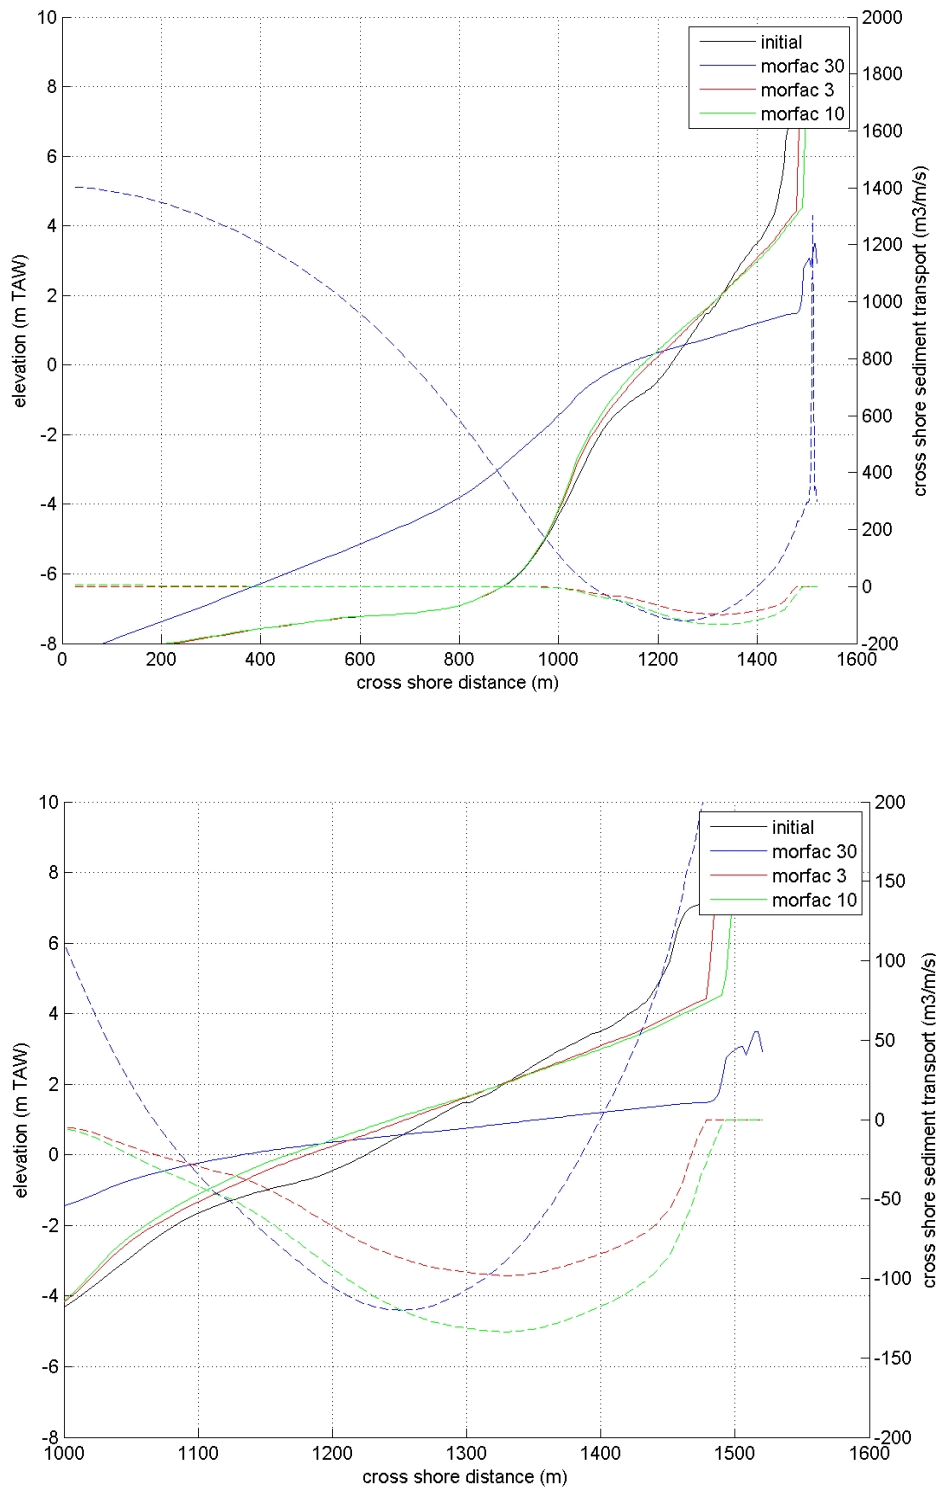 10
8
6
4
2
0
-2
-4
-6
-8
elevation (m TAW)
initial
morfac 30
morfac 3
morfac 10
2000
1800
1600
1400
1200
1000
800
600
400
200
0
-200
cross shore sediment transport (m3/m/s)
0 200 400 600 800 1000 1200 1400 1600
cross shore distance (m)
10
8
6
4
2
0
-2
-4
-6
-8
elevation (m TAW)
initial
morfac 30
morfac 3
morfac 10
200
150
100
50
0
-50
-100
-150
-200
cross shore sediment transport (m3/m/s)
1000 1100 1200 1300 1400 1500 1600
cross shore distance (m)